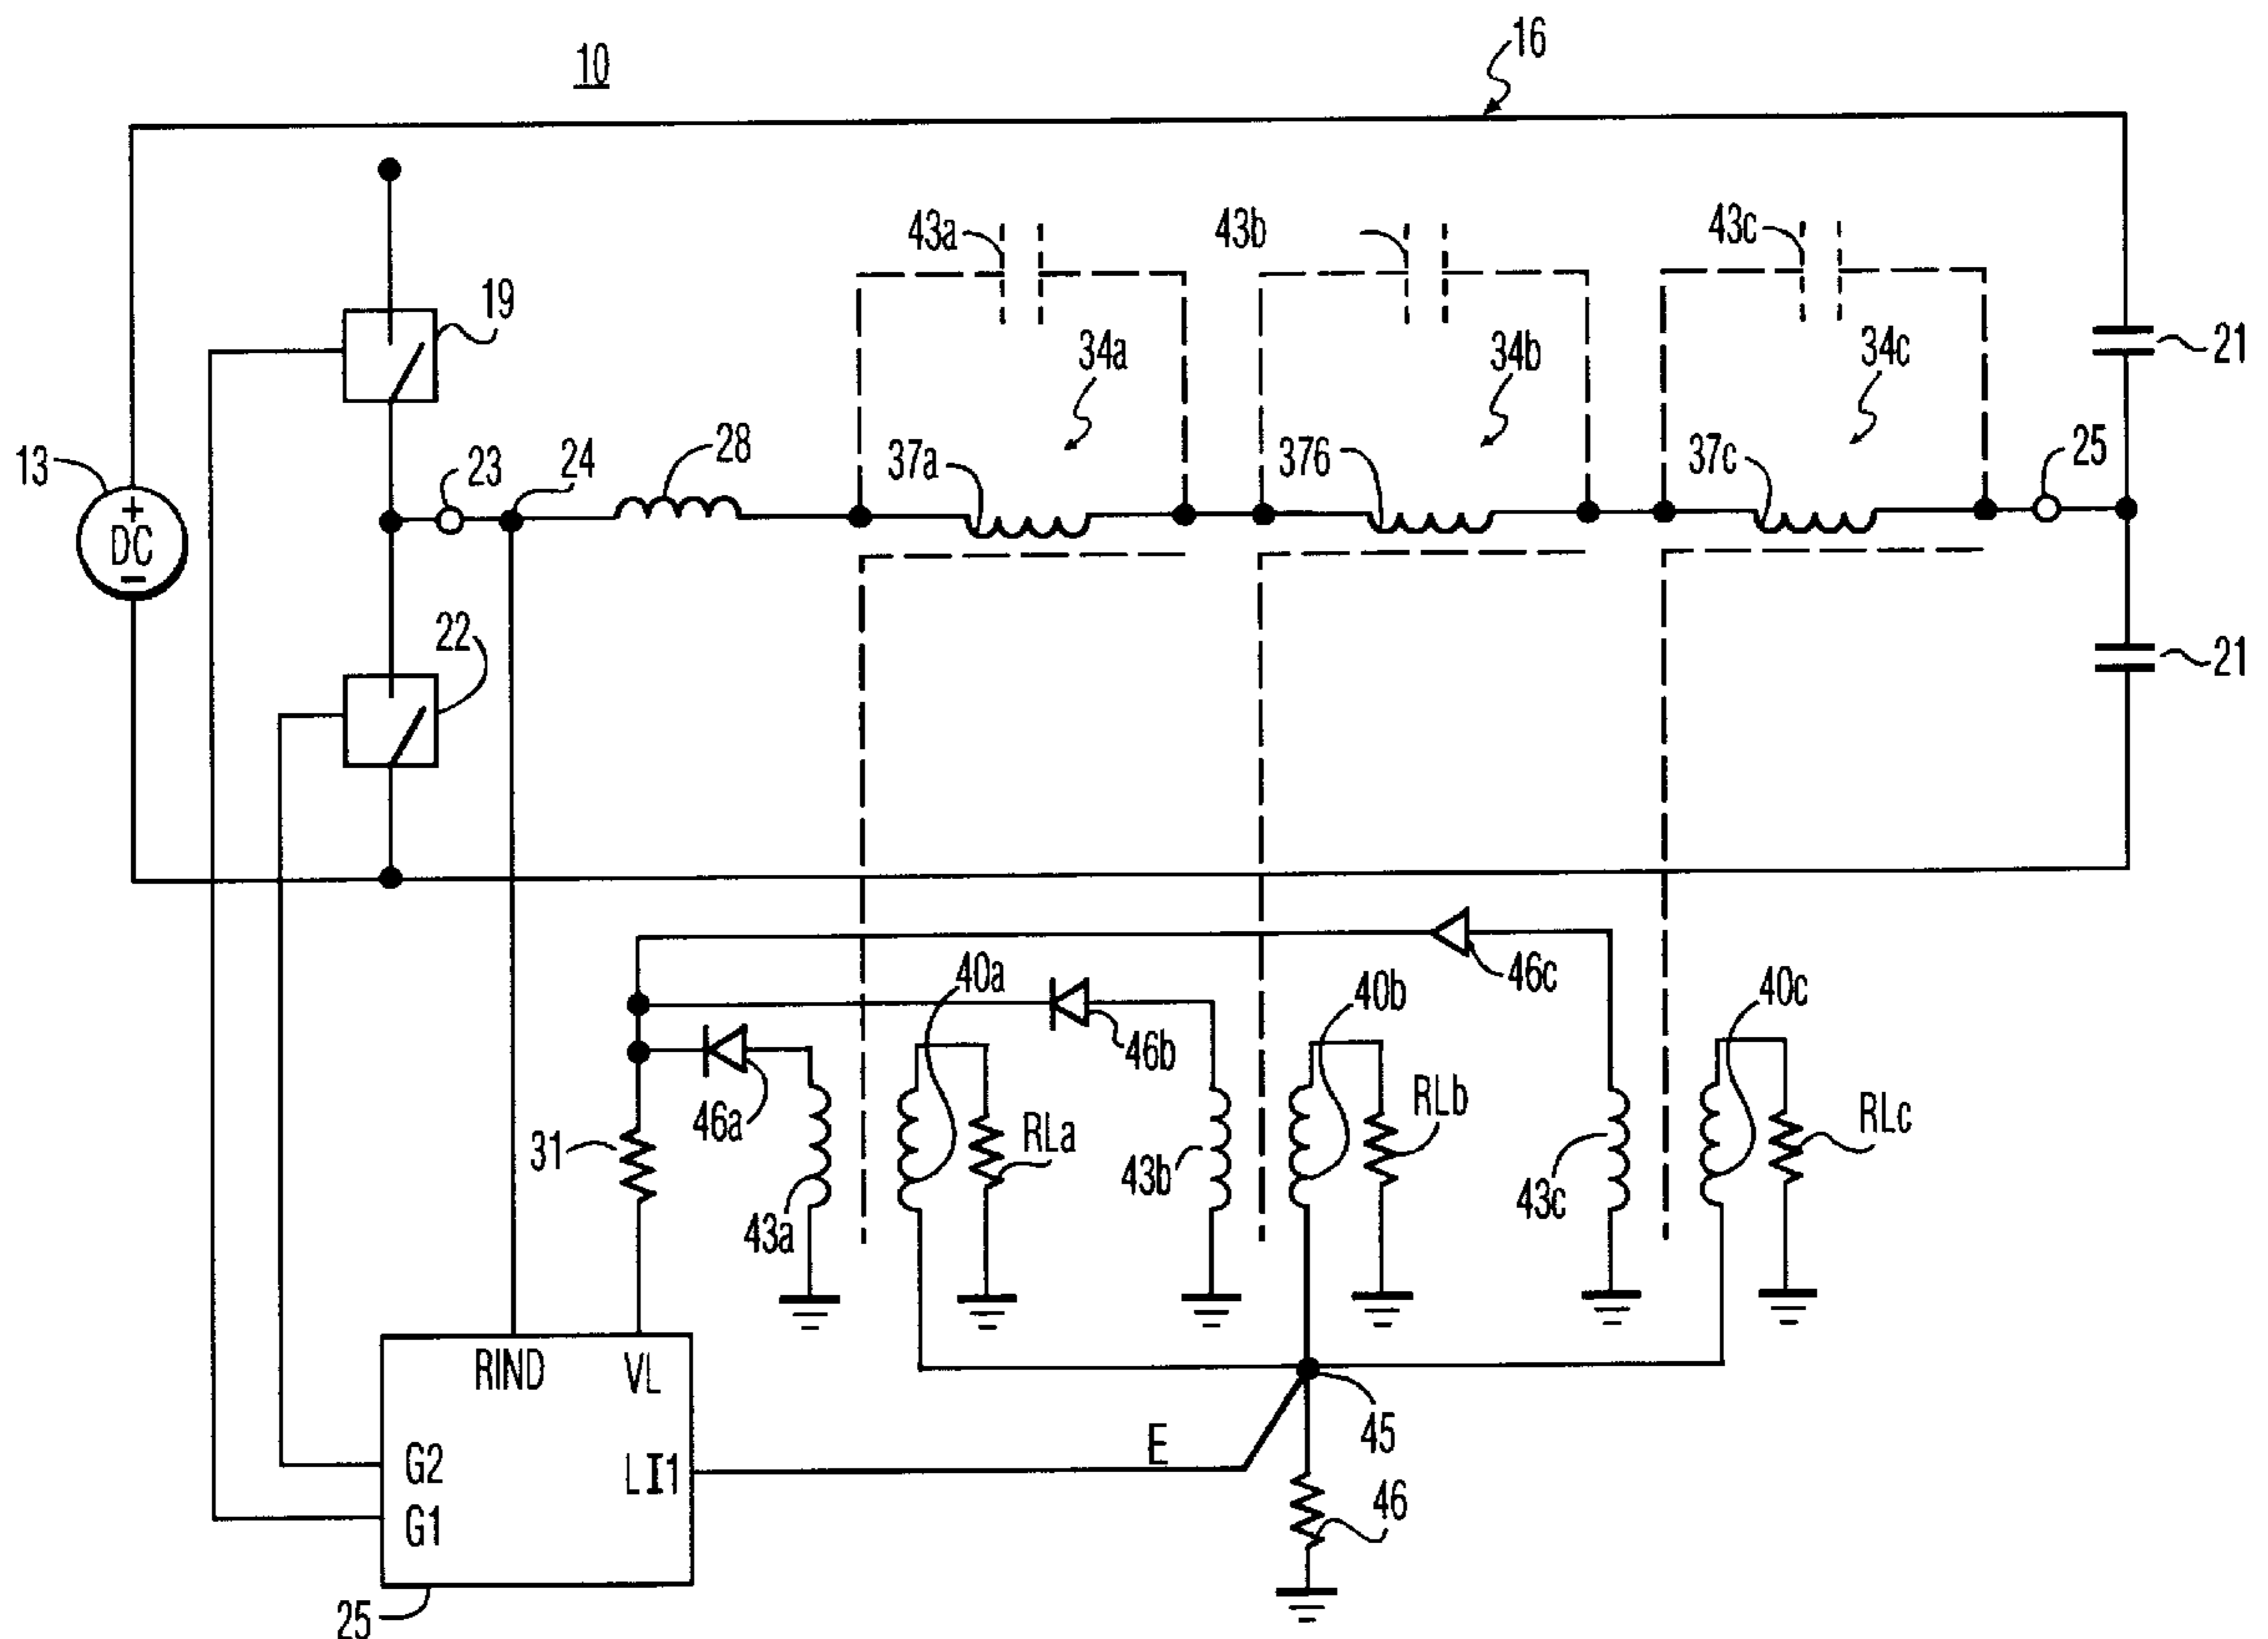 10
16
43a
43b
43c
19
34a
34b
34c
21
13
+
DC
−
23
24
28
37a
376
37c
25
22
21
46c
40a
40b
40c
46b
46a
31
RLa
RLb
RLc
43a
43b
43c
RIND
VL
45
G2
E
LI1
G1
46
25